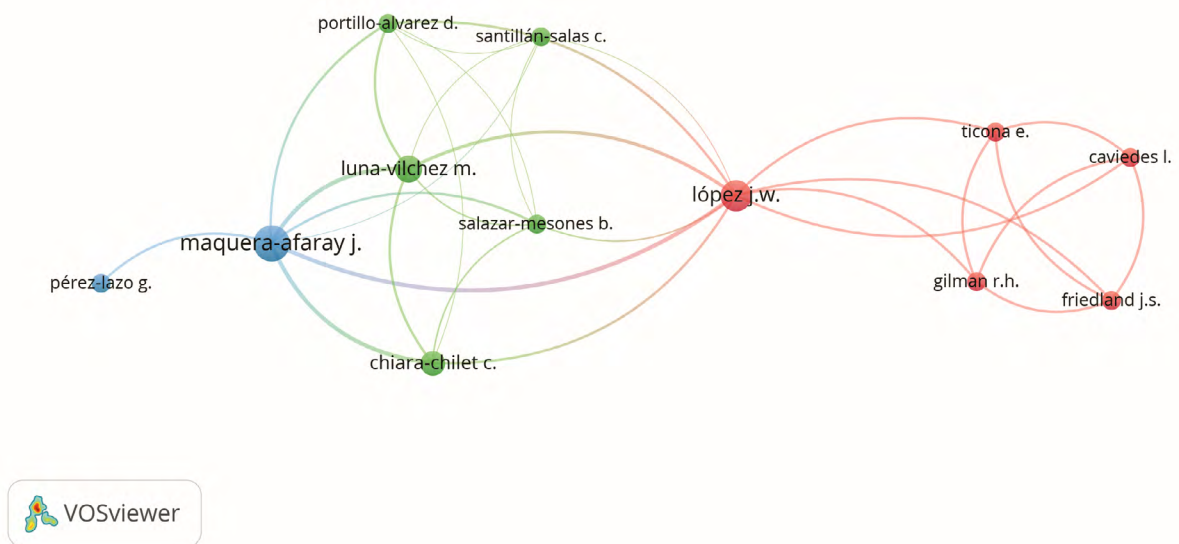 portillo-alvarez d.
santillán-salas c.
ticona e.
caviedes l.
luna-vilchez m.
lópez j.w.
salazar-mesones b.
maquera-afaray j.
pérez-lazo g.
gilman r.h.
friedland j.s.
chiara-chilet c.
VOSviewer